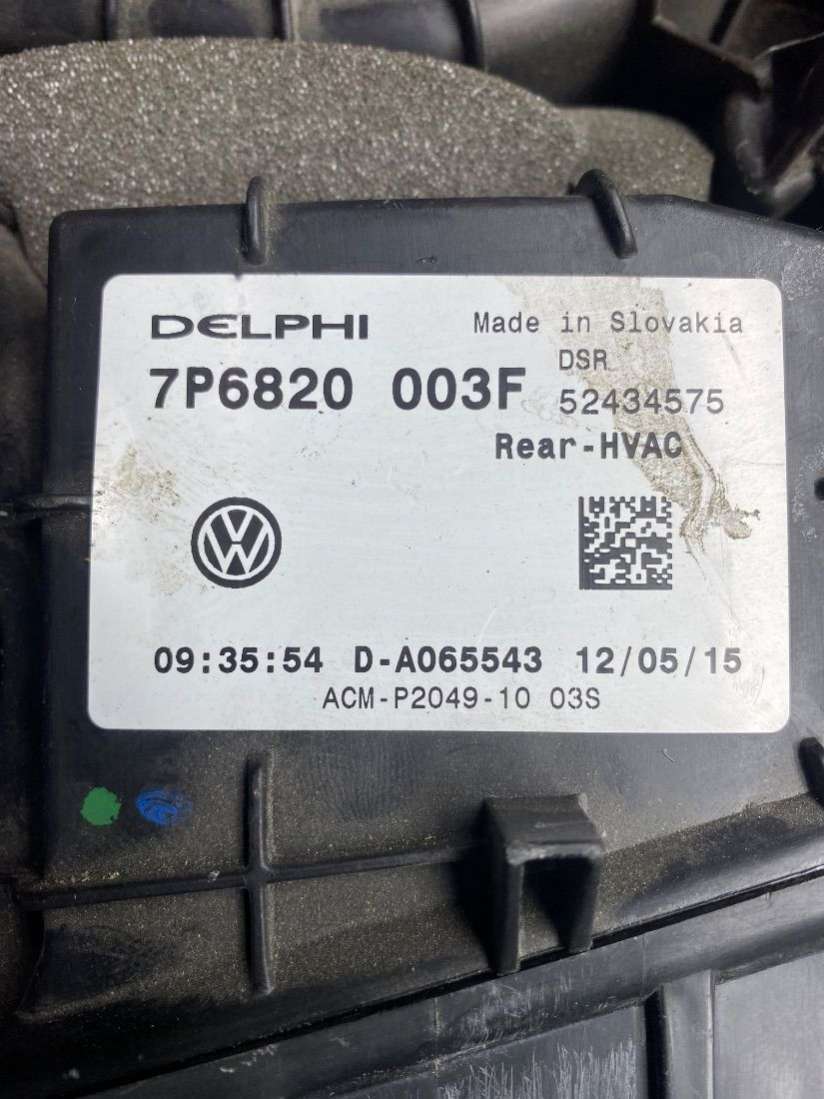 DELPHI Made in Slovakia
DSR
7P6820 003F 52434575
Rear-HVAC
09:35:54 D-A065543 12/05/15
ACM-P2049-10 03S